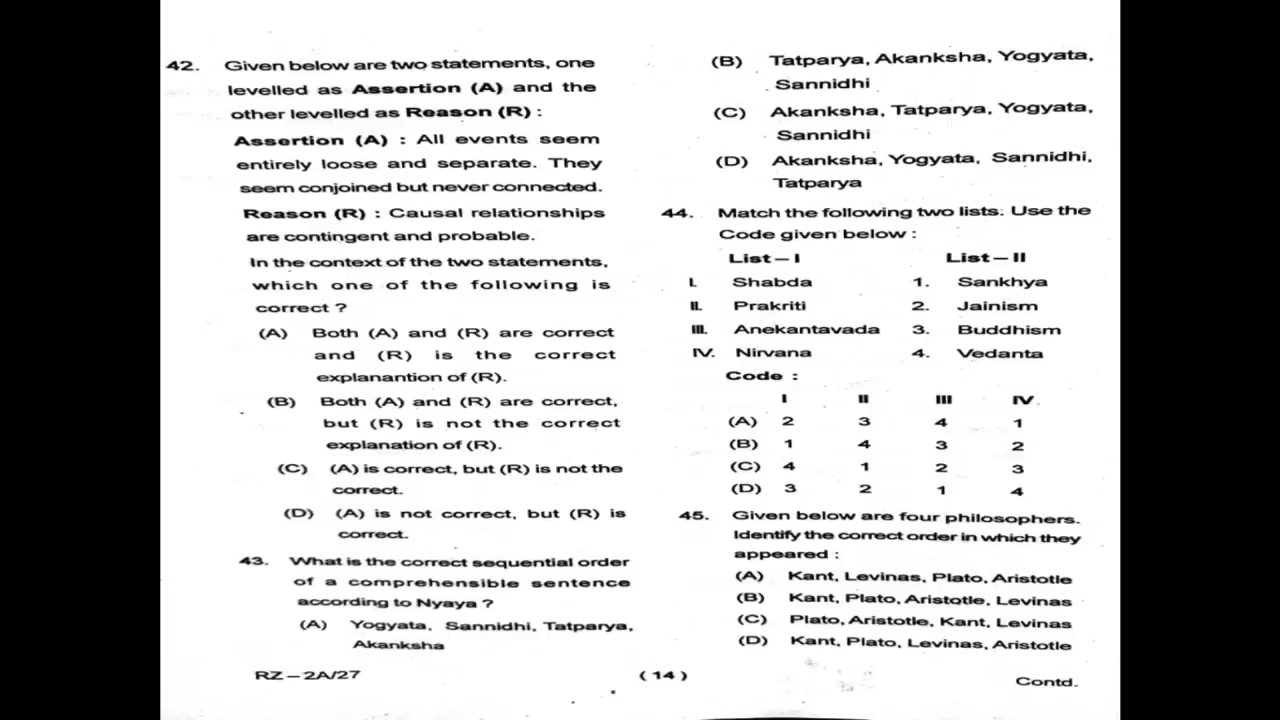 42. Given below are two statements, one
levelled as Assertion (A) and the
other levelled as Reason (R) :
Assertion (A) : All events seem
entirely loose and separate. They
seem conjoined but never connected.
Reason (R) : Causal relationships
are contingent and probable.
In the context of the two statements,
which one of the following is
correct ?
(A) Both (A) and (R) are correct
and (R) is the correct
explanantion of (R).
(B) Both (A) and (R) are correct,
but (R) is not the correct
explanation of (R).
(C) (A) is correct, but (R) is not the
correct.
(D) (A) is not correct, but (R) is
correct.
43. What is the correct sequential order
of a comprehensible sentence
according to Nyaya ?
(A) Yogyata, Sannidhi, Tatparya,
Akanksha
(B) Tatparya, Akanksha, Yogyata,
Sannidhi
(C) Akanksha, Tatparya, Yogyata,
Sannidhi
(D) Akanksha, Yogyata, Sannidhi,
Tatparya
44. Match the following two lists. Use the
Code given below :
List – I List – II
I. Shabda 1. Sankhya
II. Prakriti 2. Jainism
III. Anekantavada 3. Buddhism
IV. Nirvana 4. Vedanta
Code :
I II III IV
(A) 2 3 4 1
(B) 1 4 3 2
(C) 4 1 2 3
(D) 3 2 1 4
45. Given below are four philosophers.
Identify the correct order in which they
appeared :
(A) Kant, Levinas, Plato, Aristotle
(B) Kant, Plato, Aristotle, Levinas
(C) Plato, Aristotle, Kant, Levinas
(D) Kant, Plato, Levinas, Aristotle
RZ – 2A/27 ( 14 ) Contd.